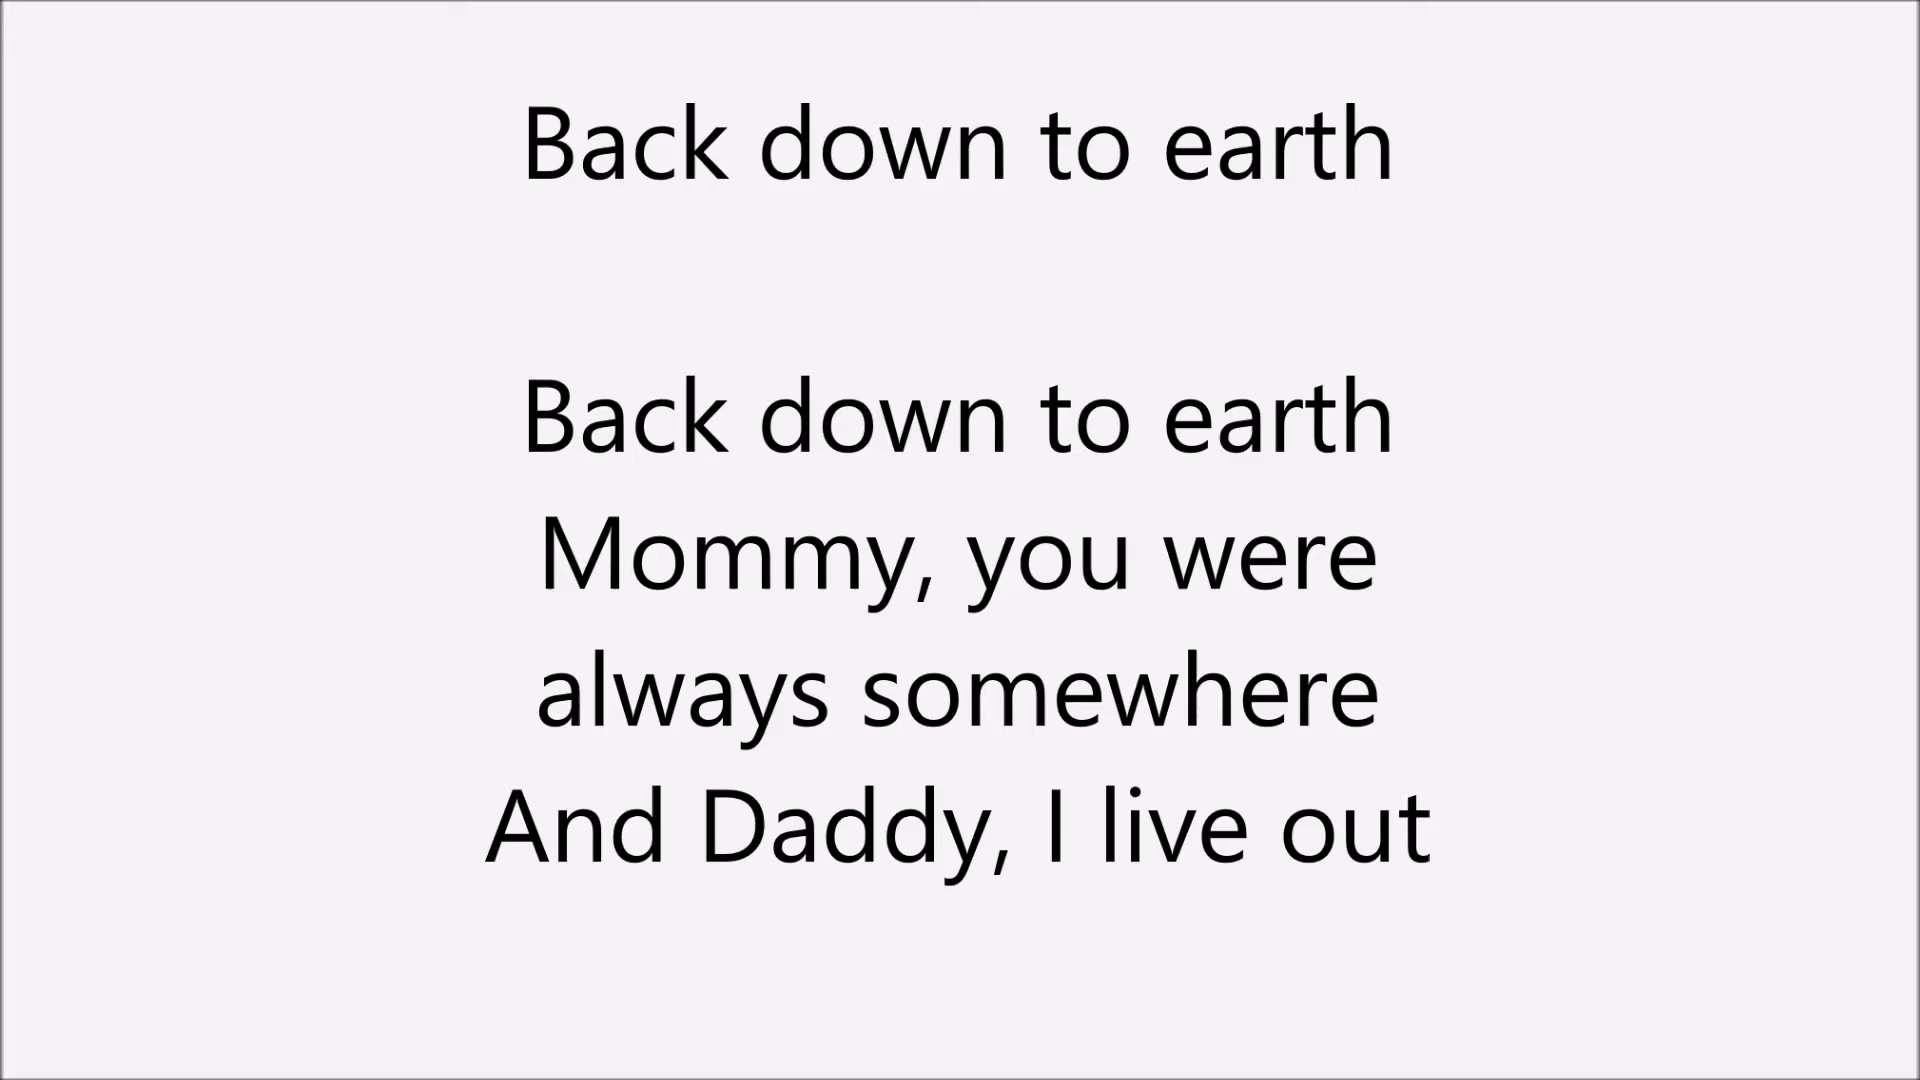 Back down to earth
Back down to earth
Mommy, you were
always somewhere
And Daddy, I live out